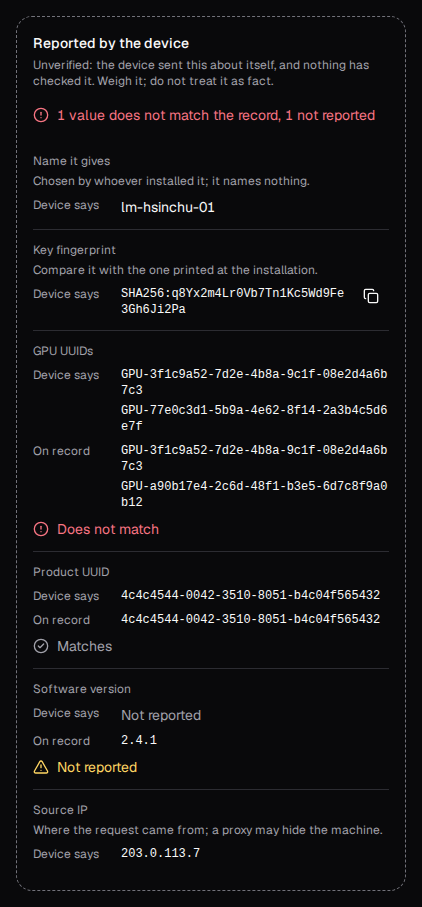 Reported by the device
Unverified: the device sent this about itself, and nothing has
checked it. Weigh it; do not treat it as fact.
1 value does not match the record, 1 not reported
Name it gives
Chosen by whoever installed it; it names nothing.
Device says lm-hsinchu-01
Key fingerprint
Compare it with the one printed at the installation.
Device says SHA256:q8Yx2m4Lr0Vb7Tn1Kc5Wd9Fe
3Gh6Ji2Pa
GPU UUIDs
Device says GPU-3f1c9a52-7d2e-4b8a-9c1f-08e2d4a6b
7c3
GPU-77e0c3d1-5b9a-4e62-8f14-2a3b4c5d6
e7f
On record GPU-3f1c9a52-7d2e-4b8a-9c1f-08e2d4a6b
7c3
GPU-a90b17e4-2c6d-48f1-b3e5-6d7c8f9a0
b12
Does not match
Product UUID
Device says 4c4c4544-0042-3510-8051-b4c04f565432
On record 4c4c4544-0042-3510-8051-b4c04f565432
Matches
Software version
Device says Not reported
On record 2.4.1
Not reported
Source IP
Where the request came from; a proxy may hide the machine.
Device says 203.0.113.7